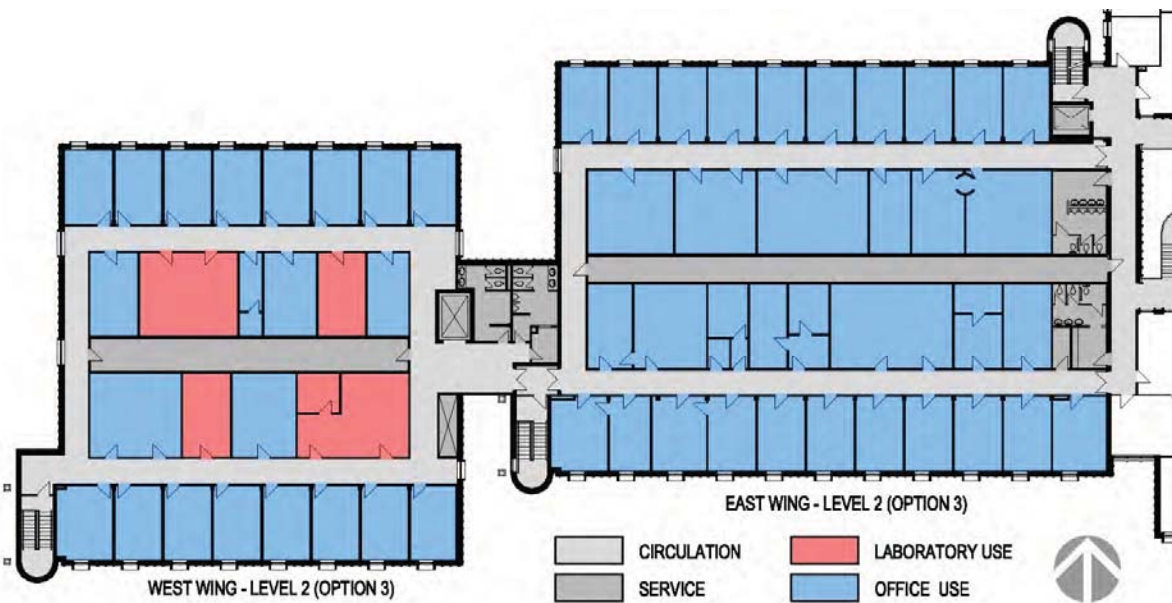 EAST WING - LEVEL 2 (OPTION 3)
CIRCULATION
LABORATORY USE
SERVICE
OFFICE USE
WEST WING - LEVEL 2 (OPTION 3)